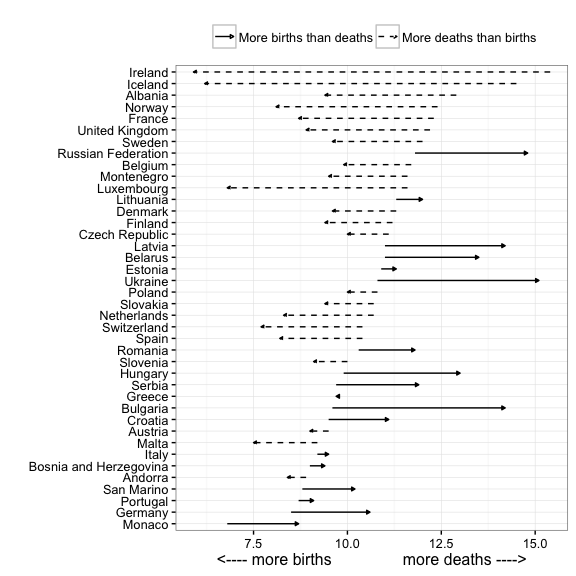 More births than deaths More deaths than births
Ireland
Iceland
Albania
Norway
France
United Kingdom
Sweden
Russian Federation
Belgium
Montenegro
Luxembourg
Lithuania
Denmark
Finland
Czech Republic
Latvia
Belarus
Estonia
Ukraine
Poland
Slovakia
Netherlands
Switzerland
Spain
Romania
Slovenia
Hungary
Serbia
Greece
Bulgaria
Croatia
Austria
Malta
Italy
Bosnia and Herzegovina
Andorra
San Marino
Portugal
Germany
Monaco
7.5 10.0 12.5 15.0
<---- more births more deaths ---->